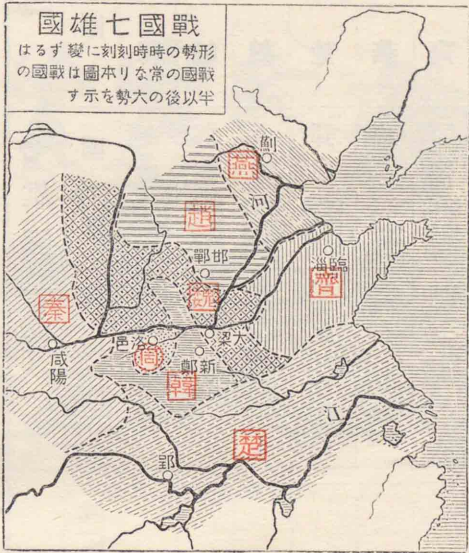 國雄七國戰
はるず變に刻刻時時の勢形
の國戰は圖本りな常の國戰
す示を勢大の後以半
薊
燕
河
趙
鄲邯
臨淄
齊
魏
秦
大梁
邑洛
周
新鄭
咸陽
韓
江
楚
郢